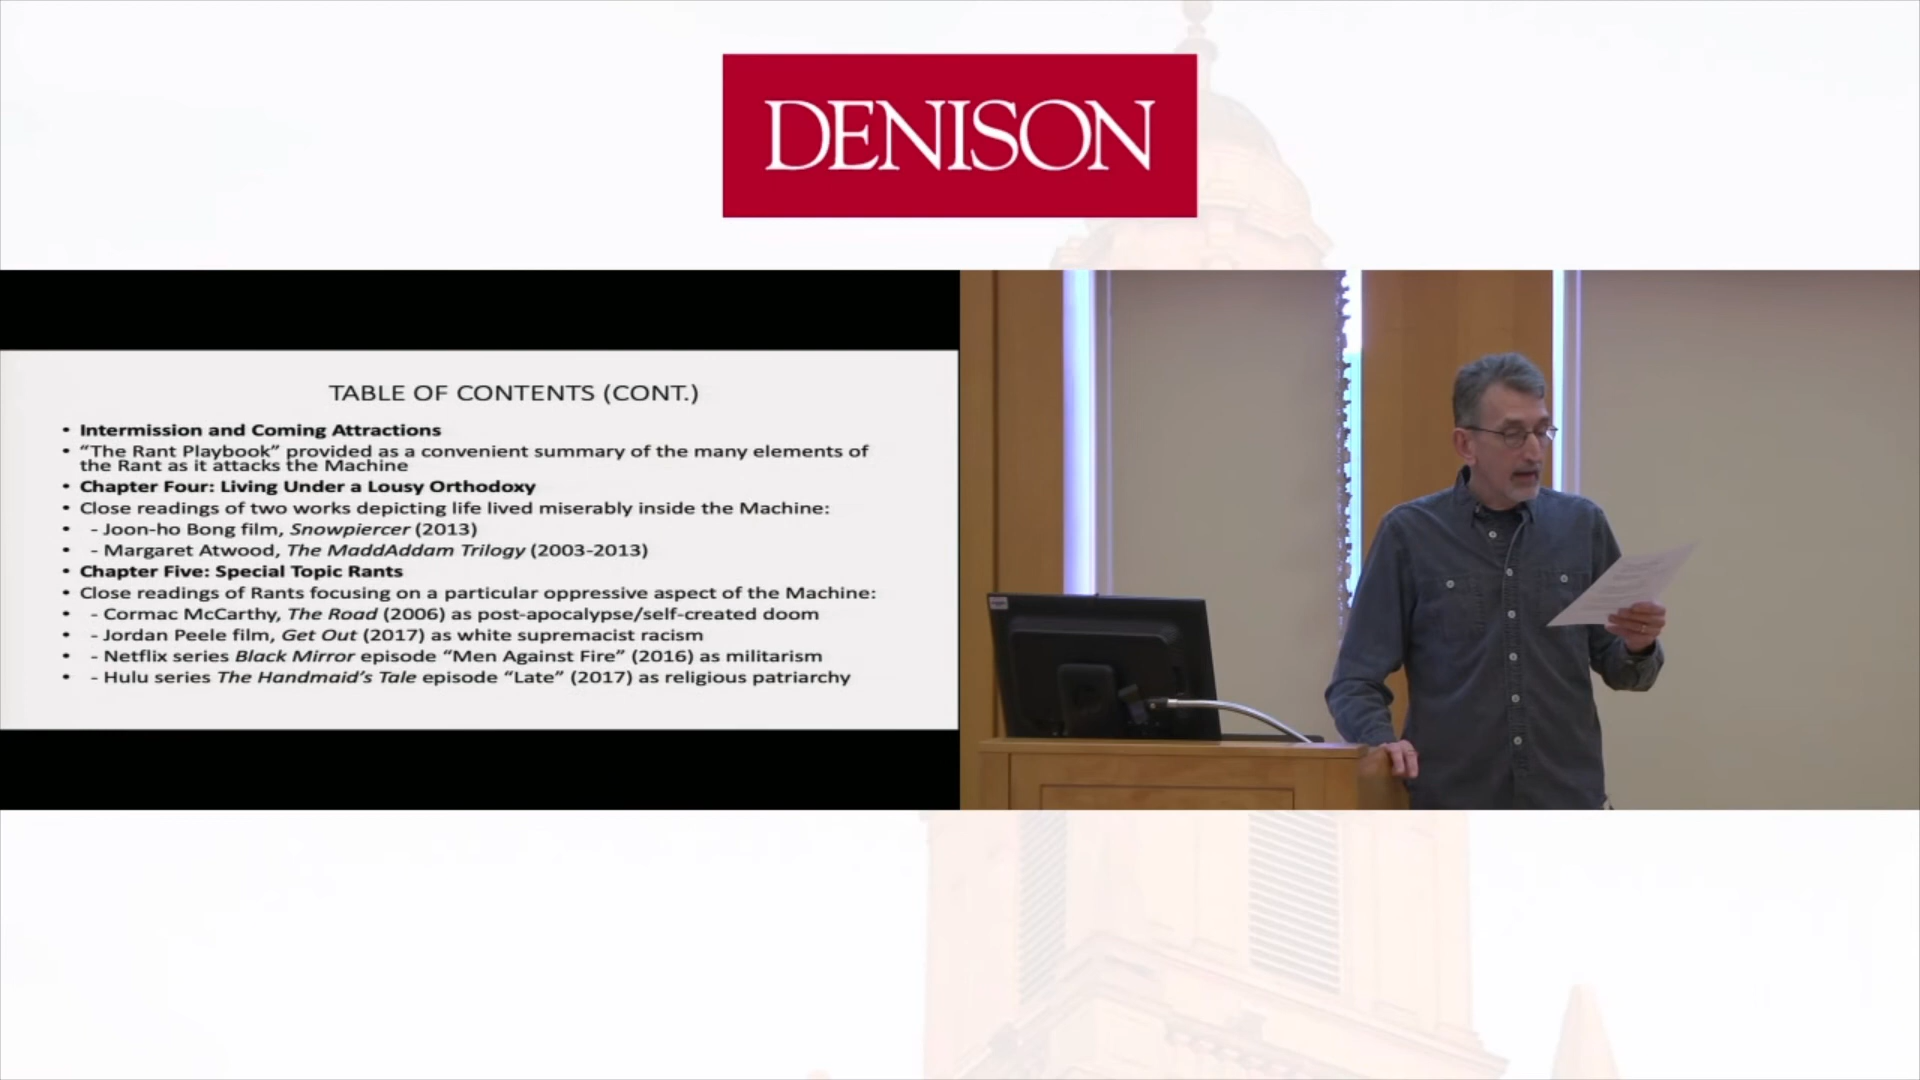 DENISON
TABLE OF CONTENTS (CONT.)
• Intermission and Coming Attractions
• “The Rant Playbook” provided as a convenient summary of the many elements of
the Rant as it attacks the Machine
• Chapter Four: Living Under a Lousy Orthodoxy
• Close readings of two works depicting life lived miserably inside the Machine:
• - Joon-ho Bong film, Snowpiercer (2013)
• - Margaret Atwood, The MaddAddam Trilogy (2003-2013)
• Chapter Five: Special Topic Rants
• Close readings of Rants focusing on a particular oppressive aspect of the Machine:
• - Cormac McCarthy, The Road (2006) as post-apocalypse/self-created doom
• - Jordan Peele film, Get Out (2017) as white supremacist racism
• - Netflix series Black Mirror episode “Men Against Fire” (2016) as militarism
• - Hulu series The Handmaid’s Tale episode “Late” (2017) as religious patriarchy